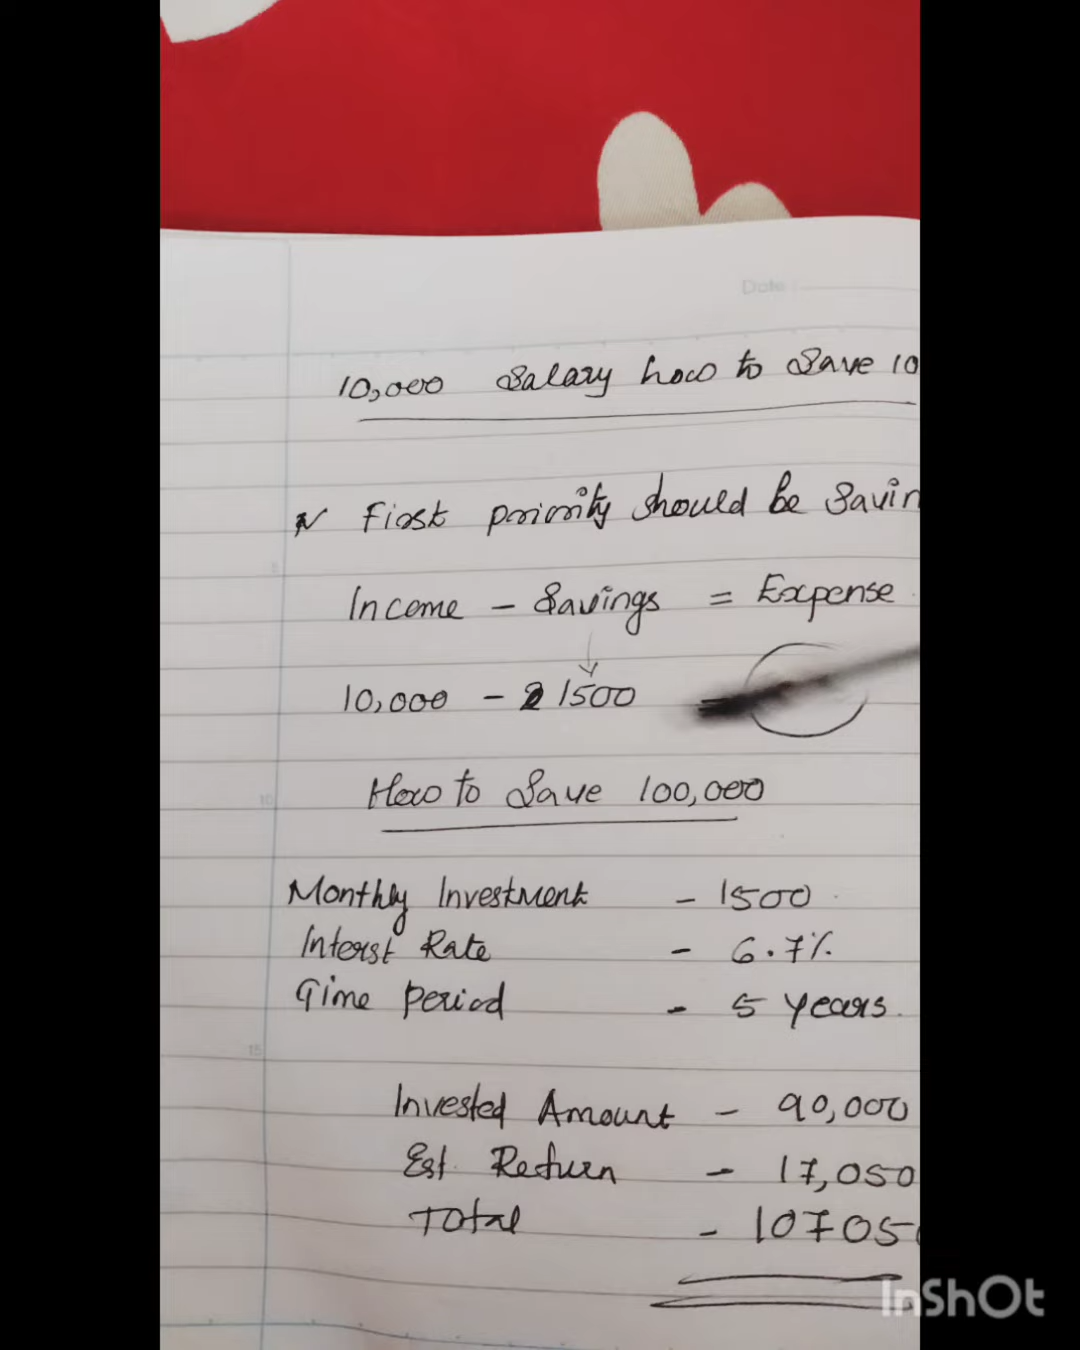 Date
10,000 Salary how to Save 10
First priority should be Savin
Income - Savings = Expense
10,000 - 2 1500
How to Save 100,000
Monthly Investment - 1500
Interst Rate - 6.7%
Time period - 5 years.
Invested Amount - 90,000
Est. Return - 17,050
Total - 107050
InShOt